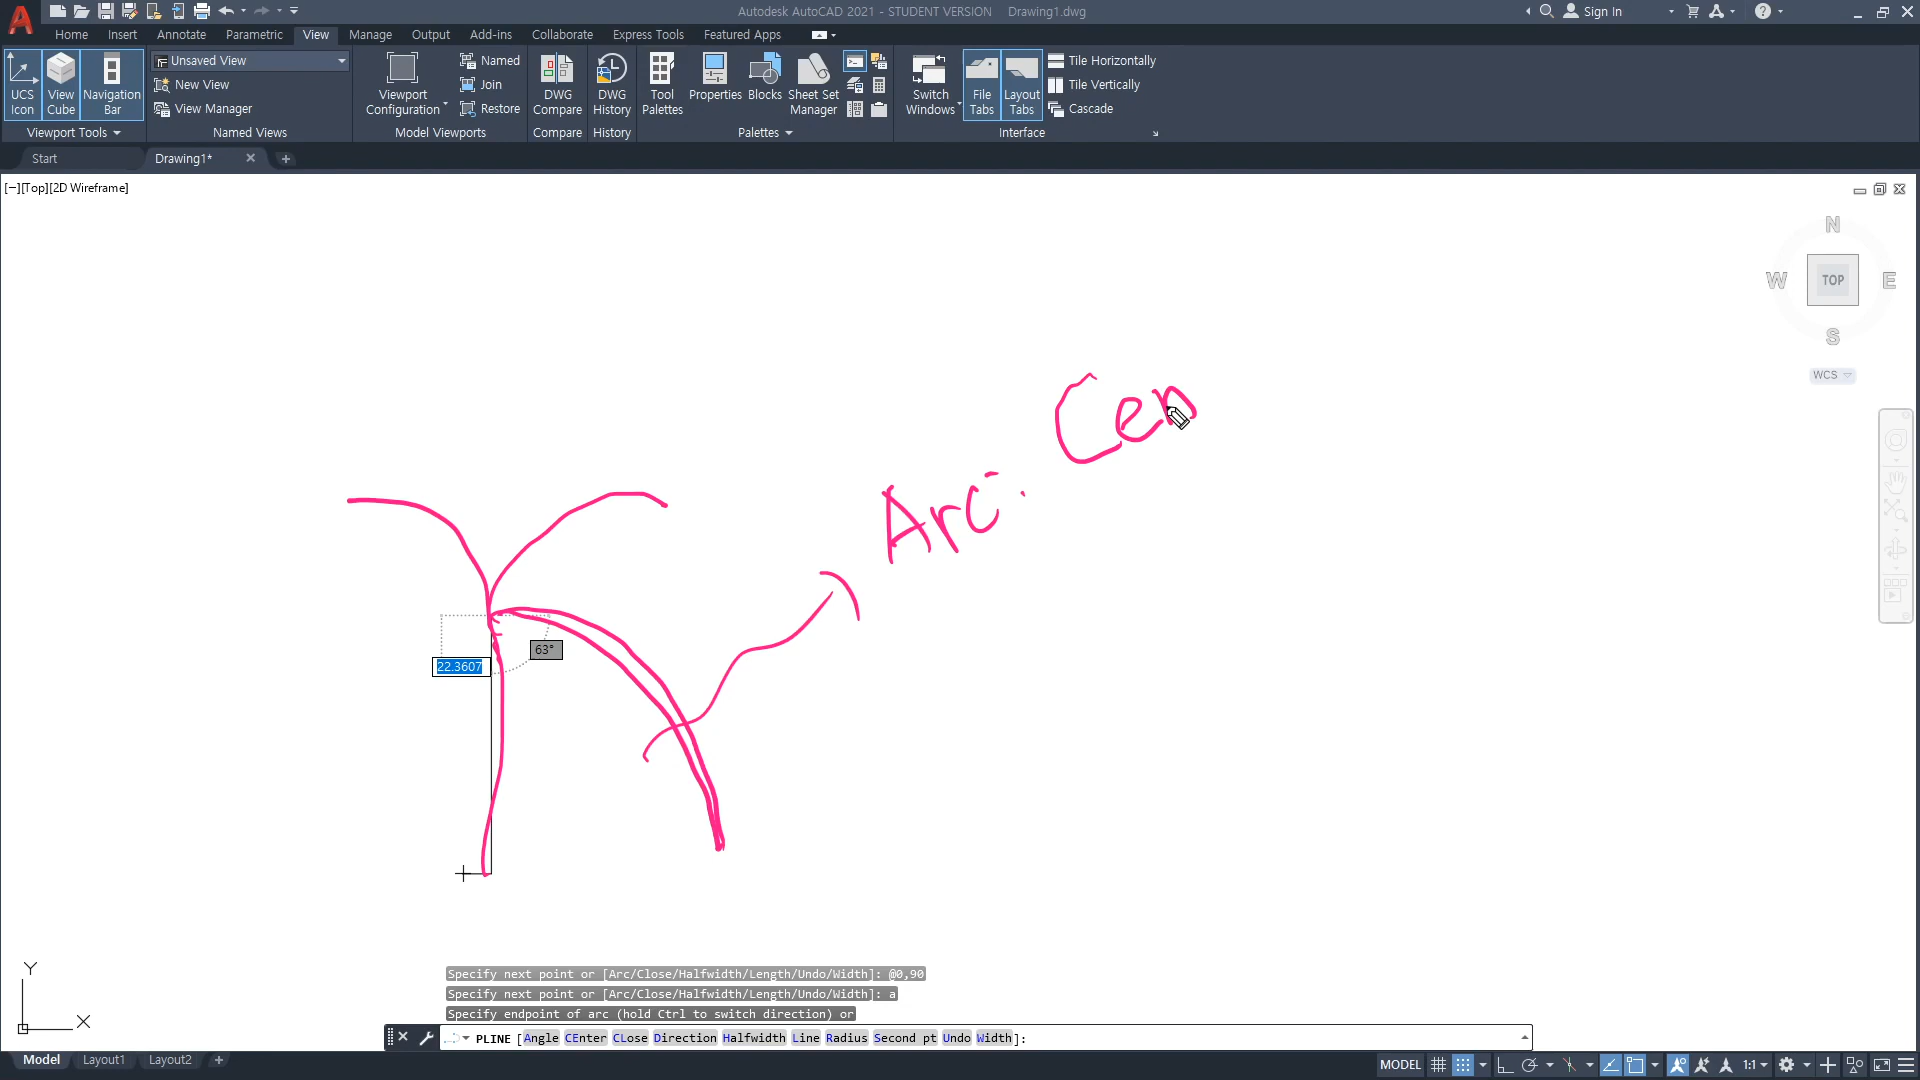 Autodesk AutoCAD 2021 - STUDENT VERSION Drawing1.dwg
Sign In
Home Insert Annotate Parametric View Manage Output Add-ins Collaborate Express Tools Featured Apps
UCS Icon
View Cube
Navigation Bar
Viewport Tools
Unsaved View
New View
View Manager
Named Views
Viewport Configuration
Named
Join
Restore
Model Viewports
DWG Compare
Compare
DWG History
History
Tool Palettes
Properties
Blocks
Sheet Set Manager
Palettes
Switch Windows
File Tabs
Layout Tabs
Tile Horizontally
Tile Vertically
Cascade
Interface
Start
Drawing1*
[−][Top][2D Wireframe]
N
W
TOP
E
S
WCS
Cen
Arc
63°
22.3607
Y
X
Specify next point or [Arc/Close/Halfwidth/Length/Undo/Width]: @0,90
Specify next point or [Arc/Close/Halfwidth/Length/Undo/Width]: a
Specify endpoint of arc (hold Ctrl to switch direction) or
PLINE [Angle CEnter CLose Direction Halfwidth Line Radius Second pt Undo Width]:
Model Layout1 Layout2
MODEL
1:1